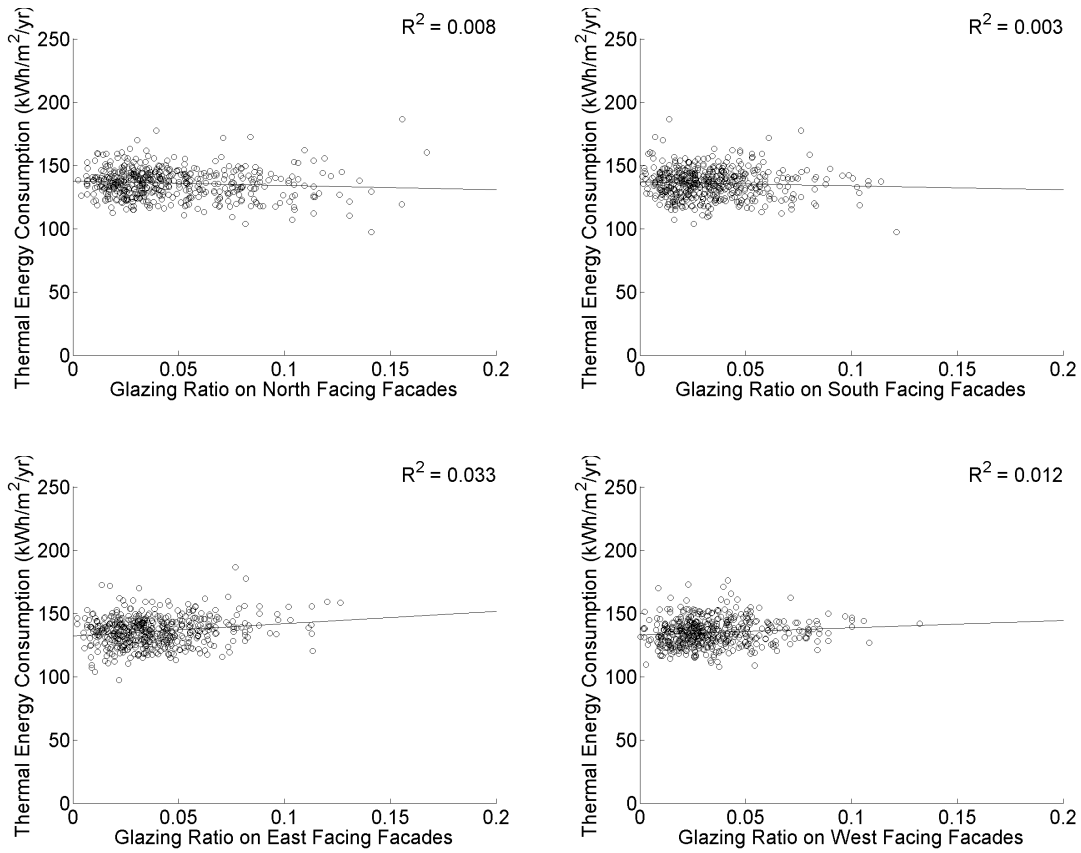 R² = 0.008
Thermal Energy Consumption (kWh/m²/yr)
250
200
150
100
50
0
0 0.05 0.1 0.15 0.2
Glazing Ratio on North Facing Facades
R² = 0.003
Thermal Energy Consumption (kWh/m²/yr)
250
200
150
100
50
0
0 0.05 0.1 0.15 0.2
Glazing Ratio on South Facing Facades
R² = 0.033
Thermal Energy Consumption (kWh/m²/yr)
250
200
150
100
50
0
0 0.05 0.1 0.15 0.2
Glazing Ratio on East Facing Facades
R² = 0.012
Thermal Energy Consumption (kWh/m²/yr)
250
200
150
100
50
0
0 0.05 0.1 0.15 0.2
Glazing Ratio on West Facing Facades